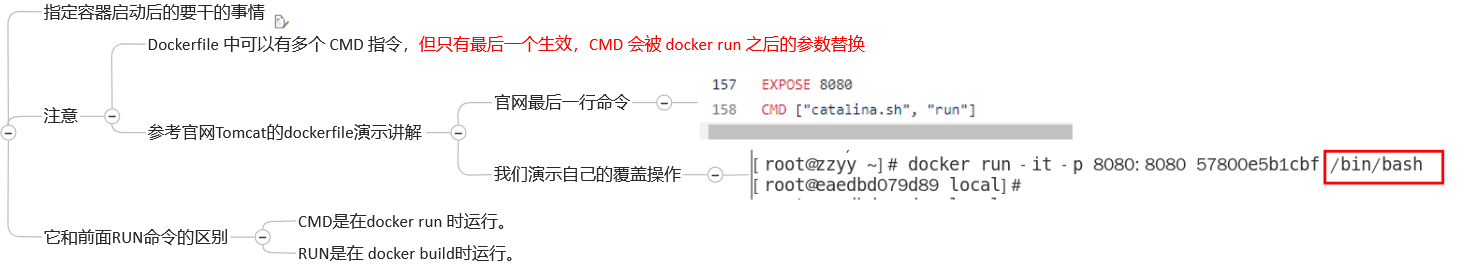 指定容器启动后的要干的事情
Dockerfile 中可以有多个 CMD 指令，但只有最后一个生效，CMD 会被 docker run 之后的参数替换
注意
参考官网Tomcat的dockerfile演示讲解
官网最后一行命令
157 EXPOSE 8080
158 CMD ["catalina.sh", "run"]
我们演示自己的覆盖操作
[root@zzyy ~]# docker run -it -p 8080:8080 57800e5b1cbf /bin/bash
[root@eaedbd079d89 local]#
它和前面RUN命令的区别
CMD是在docker run 时运行。
RUN是在 docker build时运行。